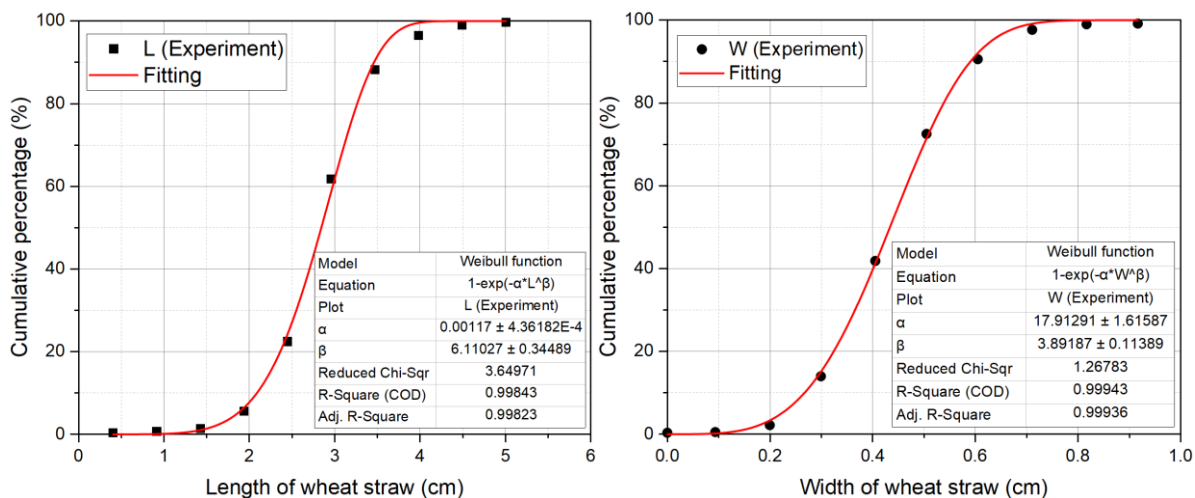 100
80
60
40
20
0
Cumulative percentage (%)
L (Experiment)
Fitting
Model Weibull function
Equation 1-exp(-α*L^β)
Plot L (Experiment)
α 0.00117 ± 4.36182E-4
β 6.11027 ± 0.34489
Reduced Chi-Sqr 3.64971
R-Square (COD) 0.99843
Adj. R-Square 0.99823
0 1 2 3 4 5 6
Length of wheat straw (cm)
100
80
60
40
20
0
Cumulative percentage (%)
W (Experiment)
Fitting
Model Weibull function
Equation 1-exp(-α*W^β)
Plot W (Experiment)
α 17.91291 ± 1.61587
β 3.89187 ± 0.11389
Reduced Chi-Sqr 1.26783
R-Square (COD) 0.99943
Adj. R-Square 0.99936
0.0 0.2 0.4 0.6 0.8 1.0
Width of wheat straw (cm)